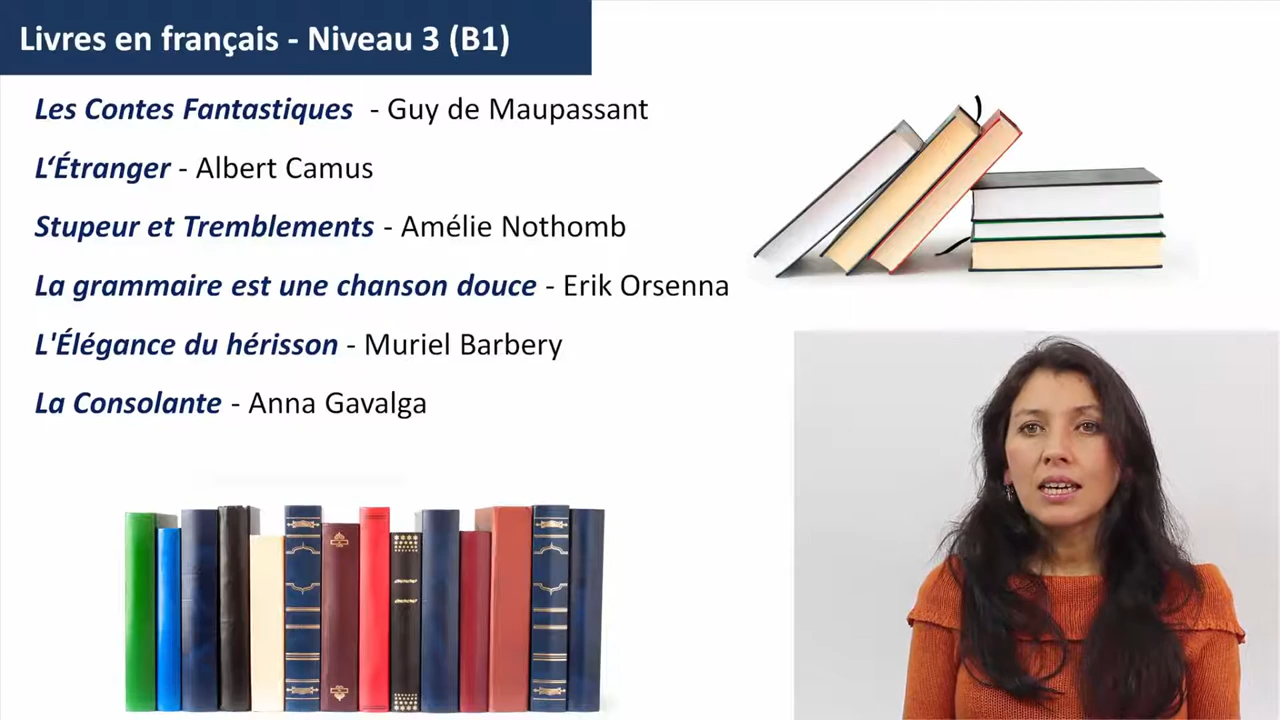 Livres en français - Niveau 3 (B1)
Les Contes Fantastiques - Guy de Maupassant
L‘Étranger - Albert Camus
Stupeur et Tremblements - Amélie Nothomb
La grammaire est une chanson douce - Erik Orsenna
L'Élégance du hérisson - Muriel Barbery
La Consolante - Anna Gavalga